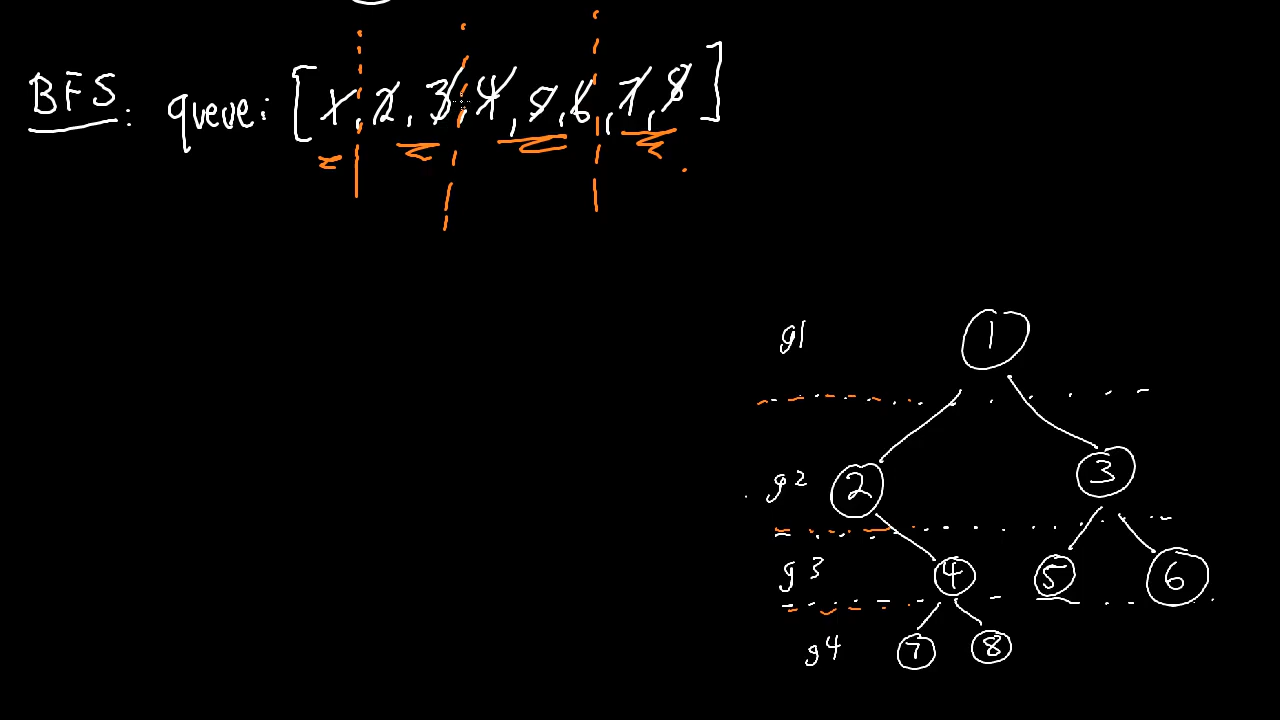 BFS: queue: [1, 2, 3, 4, 5, 6, 7, 8]
g1 1
g2 2 3
g3 4 5 6
g4 7 8